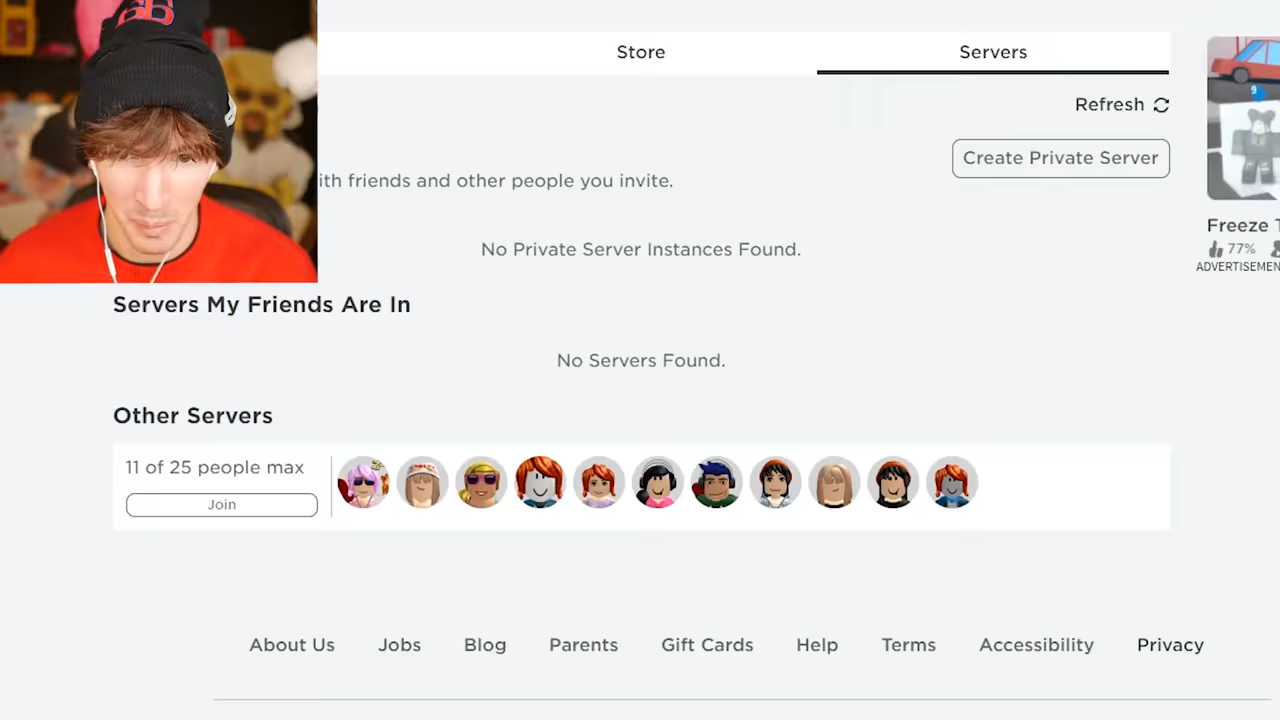 Store
Servers
Refresh
Create Private Server
ith friends and other people you invite.
No Private Server Instances Found.
9
Freeze T
77%
ADVERTISEMEN
Servers My Friends Are In
No Servers Found.
Other Servers
11 of 25 people max
Join
About Us
Jobs
Blog
Parents
Gift Cards
Help
Terms
Accessibility
Privacy